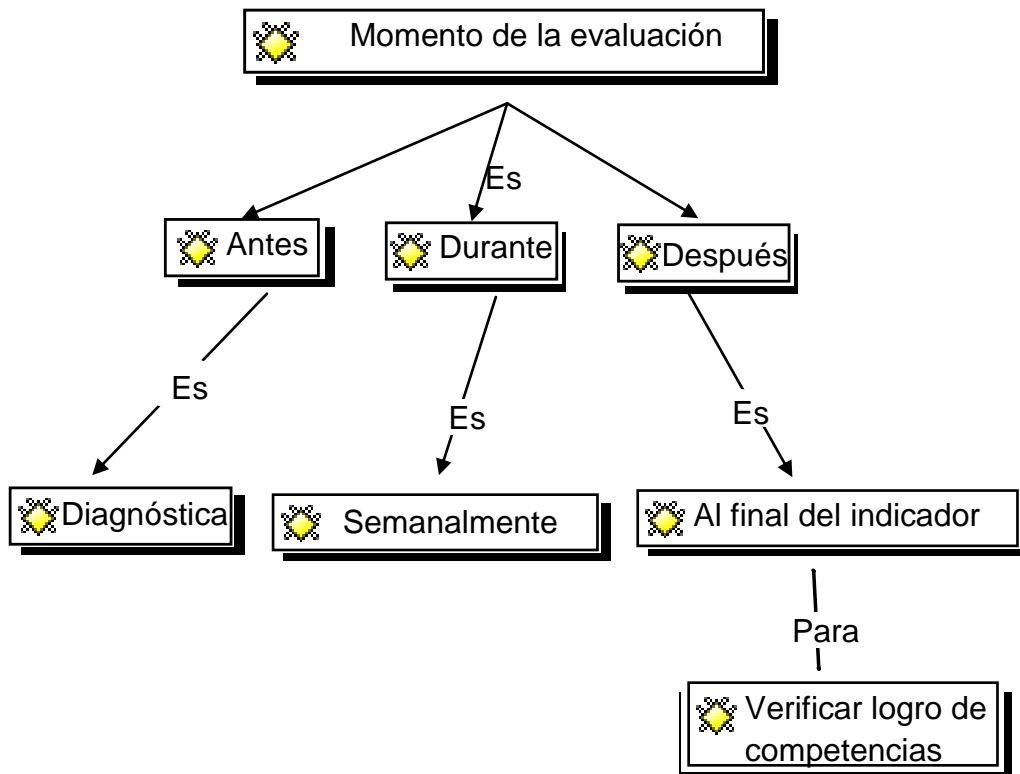 Momento de la evaluación
Es
Antes
Durante
Después
Es
Es
Es
Diagnóstica
Semanalmente
Al final del indicador
Para
Verificar logro de
competencias